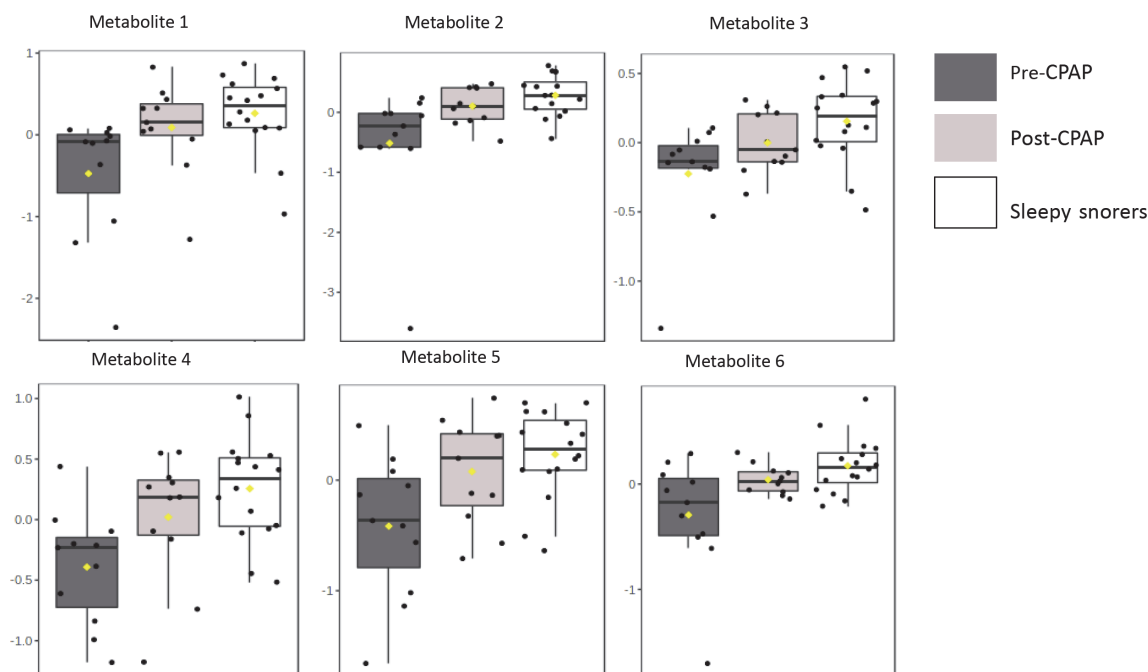 Metabolite 1
Metabolite 2
Metabolite 3
1
0
-1
-2
0
-1
-2
-3
0.5
0.0
-0.5
-1.0
Pre-CPAP
Post-CPAP
Sleepy snorers
Metabolite 4
Metabolite 5
Metabolite 6
1.0
0.5
0.0
-0.5
-1.0
0
-1
0
-1